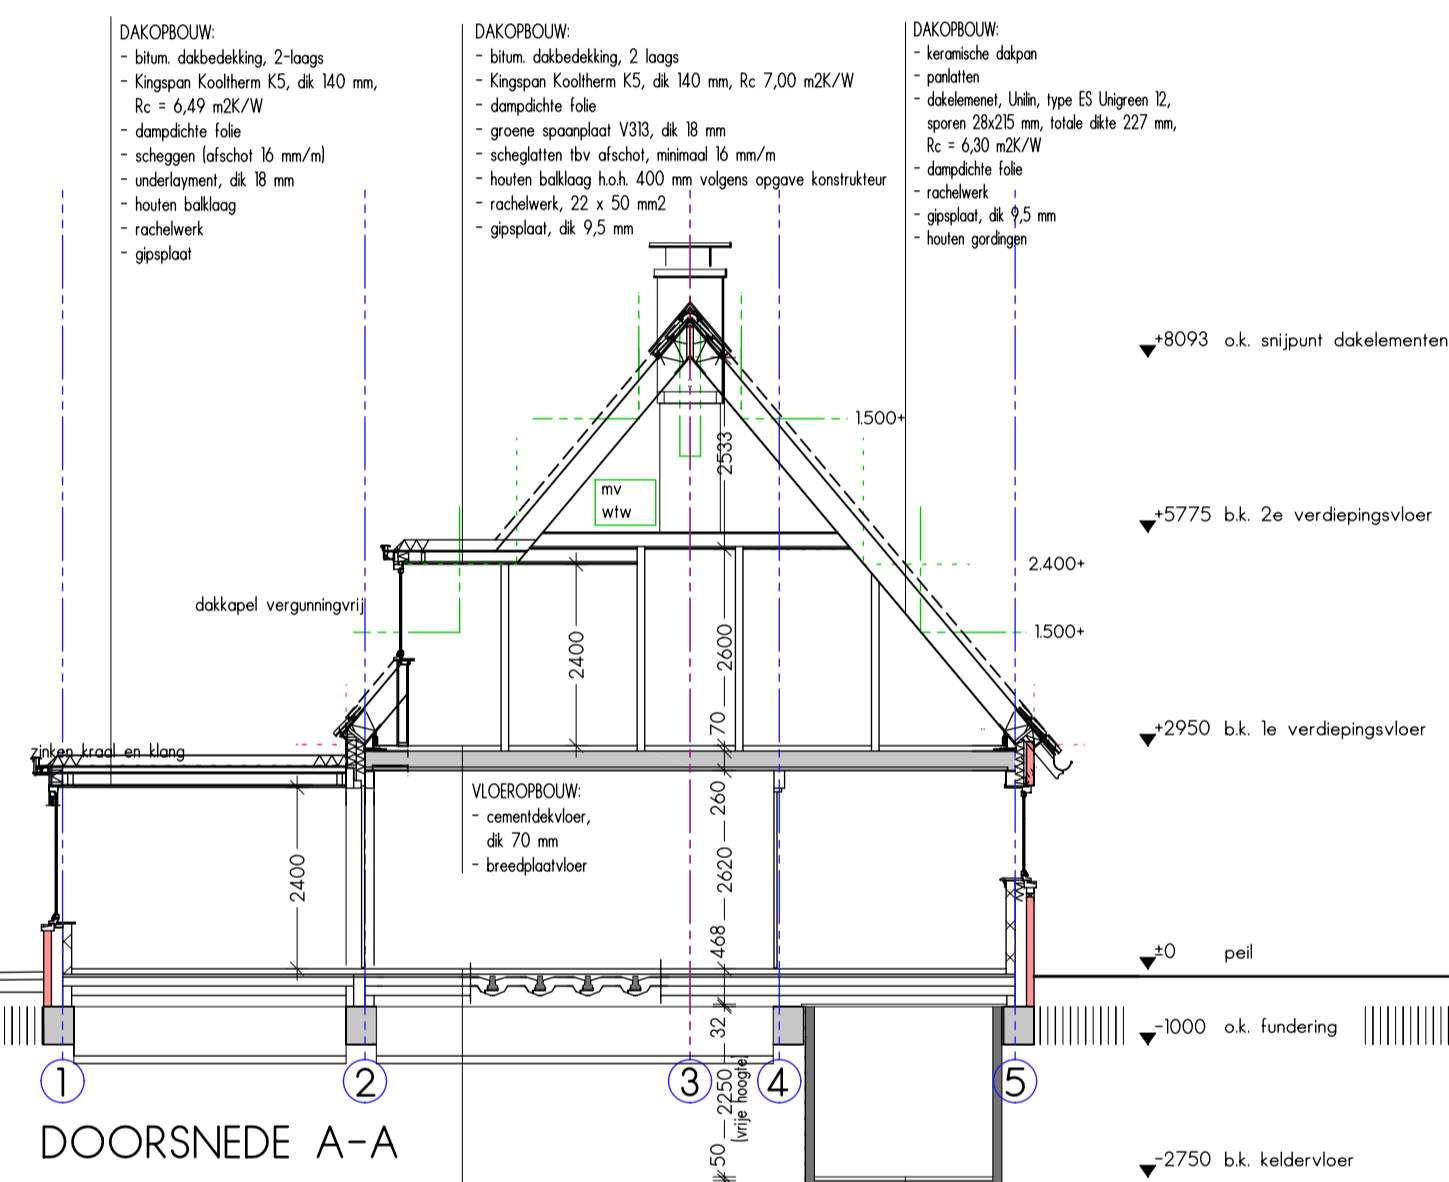 DAKOPBOUW:
- bitum. dakbedekking, 2-laags
- Kingspan Kooltherm K5, dik 140 mm,
Rc = 6,49 m2K/W
- dampdichte folie
- scheggen (afschot 16 mm/m)
- underlayment, dik 18 mm
- houten balklaag
- rachelwerk
- gipsplaat
DAKOPBOUW:
- bitum. dakbedekking, 2 laags
- Kingspan Kooltherm K5, dik 140 mm, Rc 7,00 m2K/W
- dampdichte folie
- groene spaanplaat V313, dik 18 mm
- scheglatten tbv afschot, minimaal 16 mm/m
- houten balklaag h.o.h. 400 mm volgens opgave konstrukteur
- rachelwerk, 22 x 50 mm2
- gipsplaat, dik 9,5 mm
DAKOPBOUW:
- keramische dakpan
- panlatten
- dakelemenet, Unilin, type ES Unigreen 12,
sporen 28x215 mm, totale dikte 227 mm,
Rc = 6,30 m2K/W
- dampdichte folie
- rachelwerk
- gipsplaat, dik 9,5 mm
- houten gordingen
+8093 o.k. snijpunt dakelementen
1.500+
2533
mv
wtw
+5775 b.k. 2e verdiepingsvloer
2.400+
dakkapel vergunningvrij
1.500+
2400
2600
70
+2950 b.k. 1e verdiepingsvloer
zinken kraal en klang
VLOEROPBOUW:
- cementdekvloer,
dik 70 mm
- breedplaatvloer
260
2400
2620
468
±0 peil
32
-1000 o.k. fundering
1
2
3
4
5
2250
(vrije hoogte)
50
DOORSNEDE A-A
-2750 b.k. keldervloer